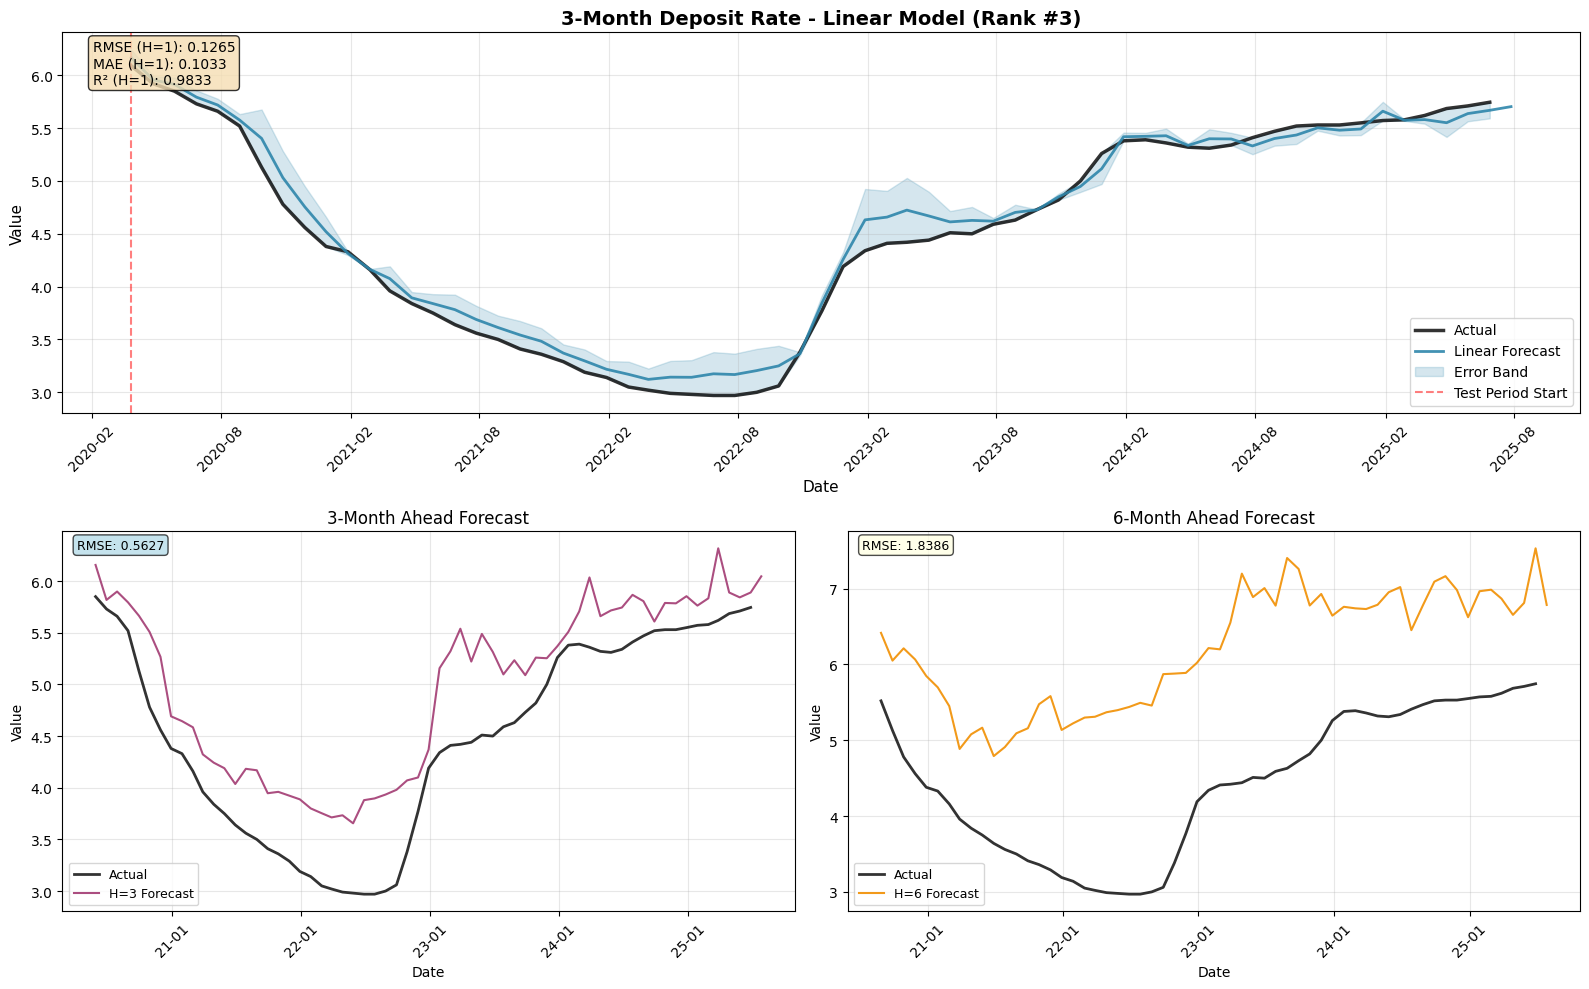 3-Month Deposit Rate - Linear Model (Rank #3)
RMSE (H=1): 0.1265
MAE (H=1): 0.1033
R² (H=1): 0.9833
Value
6.0
5.5
5.0
4.5
4.0
3.5
3.0
Actual
Linear Forecast
Error Band
Test Period Start
2020-02
2020-08
2021-02
2021-08
2022-02
2022-08
2023-02
2023-08
2024-02
2024-08
2025-02
2025-08
Date
3-Month Ahead Forecast
RMSE: 0.5627
Value
6.0
5.5
5.0
4.5
4.0
3.5
3.0
Actual
H=3 Forecast
21-01
22-01
23-01
24-01
25-01
Date
6-Month Ahead Forecast
RMSE: 1.8386
Value
7
6
5
4
3
Actual
H=6 Forecast
21-01
22-01
23-01
24-01
25-01
Date